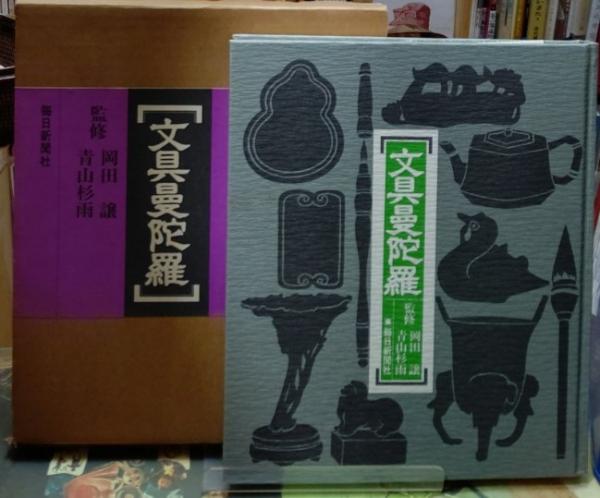 文具曼陀羅
監修 岡田 譲
青山杉雨
毎日新聞社
文具曼陀羅
監修 岡田 譲
青山杉雨
毎日新聞社